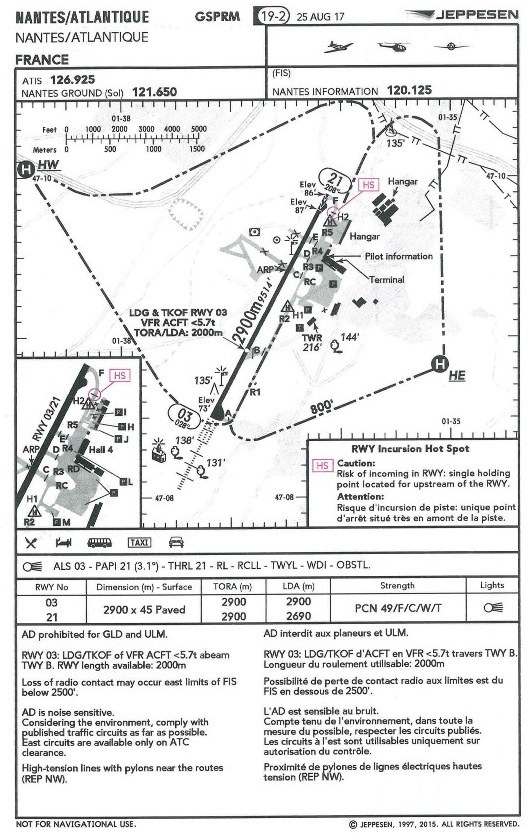 NANTES/ATLANTIQUE GSPRM 19-2 25 AUG 17 JEPPESEN
NANTES/ATLANTIQUE
FRANCE
ATIS 126.925
NANTES GROUND (Sol) 121.650
(FIS)
NANTES INFORMATION 120.125
01-38
01-35
Feet 0 1000 2000 3000 4000 5000
Meters 0 500 1000 1500
135'
H HW
47-10
47-10
21
208°
HS
Hangar
Elev 86'
Elev 87'
F
H2
R5
Hangar
E
D
R4
Pilot information
ARP
R3
C
RC
Terminal
LDG & TKOF RWY 03
VFR ACFT <5.7t
TORA/LDA: 2000m
2900m 9514'
H1
R2
TWR
216'
144'
01-38
B
H
HE
135'
R1
Elev
73'
A
03
028°
800'
01-35
138'
131'
47-08
47-08
HS
F
RWY 03/21
H2
I
R5
H
E
J
ARP
D
R4
Hall 4
C
R3
RD
RC
L
H1
R2
M
RWY Incursion Hot Spot
HS
Caution:
Risk of incoming in RWY: single holding
point located for upstream of the RWY.
Attention:
Risque d'incursion de piste: unique point
d'arrêt situé très en amont de la piste.
TAXI
ALS 03 - PAPI 21 (3.1°) - THRL 21 - RL - RCLL - TWYL - WDI - OBSTL.
RWY No Dimension (m) - Surface TORA (m) LDA (m) Strength Lights
03 2900 x 45 Paved 2900 2900 PCN 49/F/C/W/T
21 2900 2690
AD prohibited for GLD and ULM.
RWY 03: LDG/TKOF of VFR ACFT <5.7t abeam
TWY B. RWY length available: 2000m
Loss of radio contact may occur east limits of FIS
below 2500'.
AD is noise sensitive.
Considering the environment, comply with
published traffic circuits as far as possible.
East circuits are available only on ATC
clearance.
High-tension lines with pylons near the routes
(REP NW).
AD interdit aux planeurs et ULM.
RWY 03: LDG/TKOF d'ACFT en VFR <5.7t travers TWY B.
Longueur du roulement utilisable: 2000m
Possibilité de perte de contact radio aux limites est du
FIS en dessous de 2500'.
L'AD est sensible au bruit.
Compte tenu de l'environnement, dans toute la
mesure du possible, respecter les circuits publiés.
Les circuits à l'est sont utilisables uniquement sur
autorisation du contrôle.
Proximité de pylones de lignes électriques hautes
tension (REP NW).
NOT FOR NAVIGATIONAL USE. © JEPPESEN, 1997, 2015. ALL RIGHTS RESERVED.